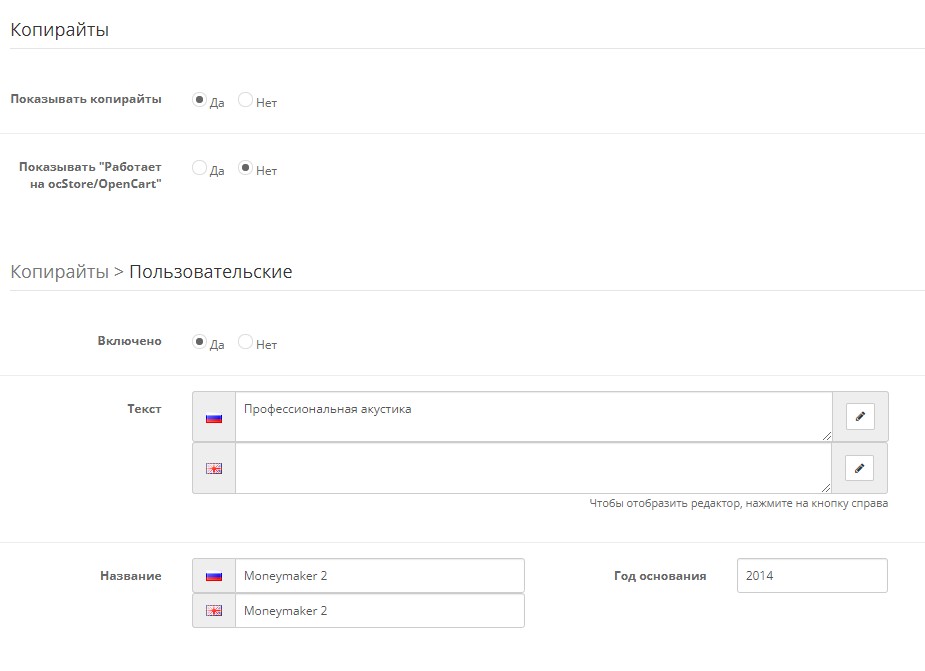 Копирайты
Показывать копирайты
Да Нет
Показывать "Работает
на ocStore/OpenCart"
Да Нет
Копирайты > Пользовательские
Включено
Да Нет
Текст
Профессиональная акустика
Чтобы отобразить редактор, нажмите на кнопку справа
Название
Moneymaker 2
Год основания
2014
Moneymaker 2